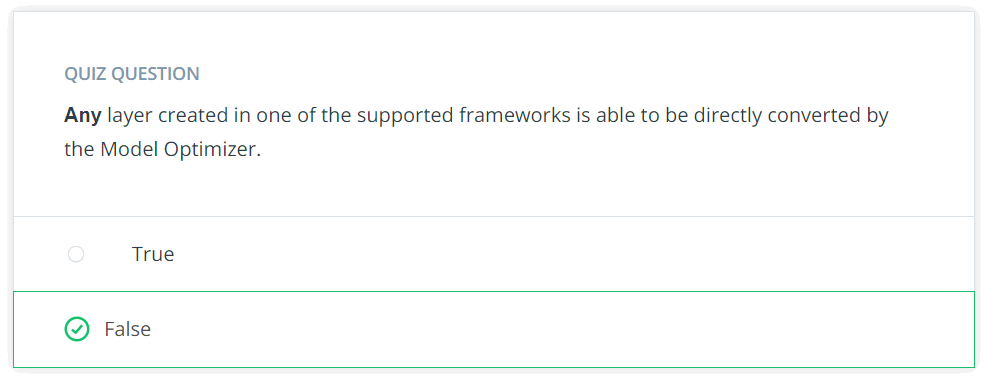 QUIZ QUESTION
Any layer created in one of the supported frameworks is able to be directly converted by
the Model Optimizer.
True
False